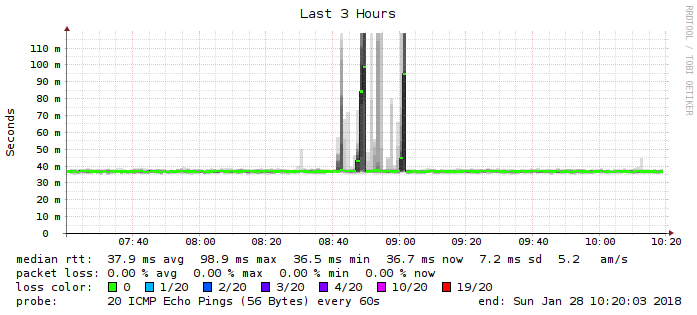 Last 3 Hours
RRDTOOL / TOBI OETIKER
Seconds
110 m
100 m
90 m
80 m
70 m
60 m
50 m
40 m
30 m
20 m
10 m
0
07:40 08:00 08:20 08:40 09:00 09:20 09:40 10:00 10:20
median rtt: 37.9 ms avg 98.9 ms max 36.5 ms min 36.7 ms now 7.2 ms sd 5.2 am/s
packet loss: 0.00 % avg 0.00 % max 0.00 % min 0.00 % now
loss color: 0 1/20 2/20 3/20 4/20 10/20 19/20
probe: 20 ICMP Echo Pings (56 Bytes) every 60s end: Sun Jan 28 10:20:03 2018